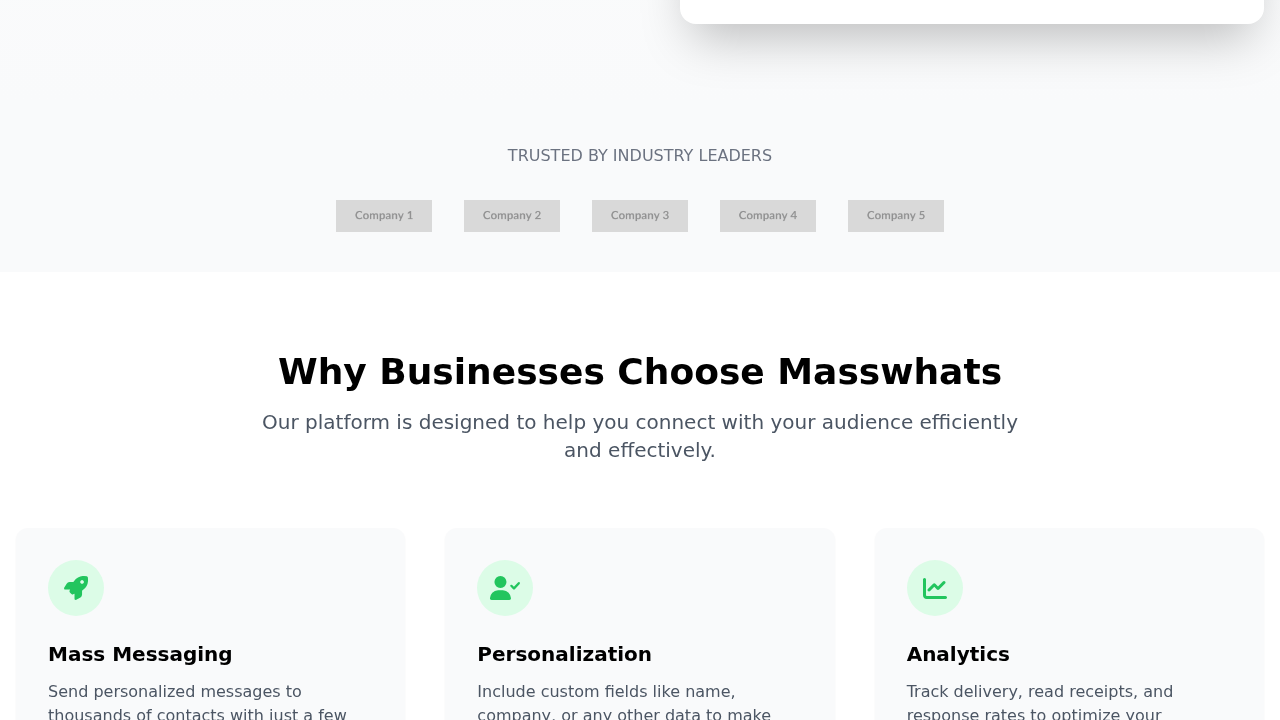 TRUSTED BY INDUSTRY LEADERS
Company 1
Company 2
Company 3
Company 4
Company 5
Why Businesses Choose Masswhats
Our platform is designed to help you connect with your audience efficiently
and effectively.
Mass Messaging
Send personalized messages to
thousands of contacts with just a few
Personalization
Include custom fields like name,
company, or any other data to make
Analytics
Track delivery, read receipts, and
response rates to optimize your